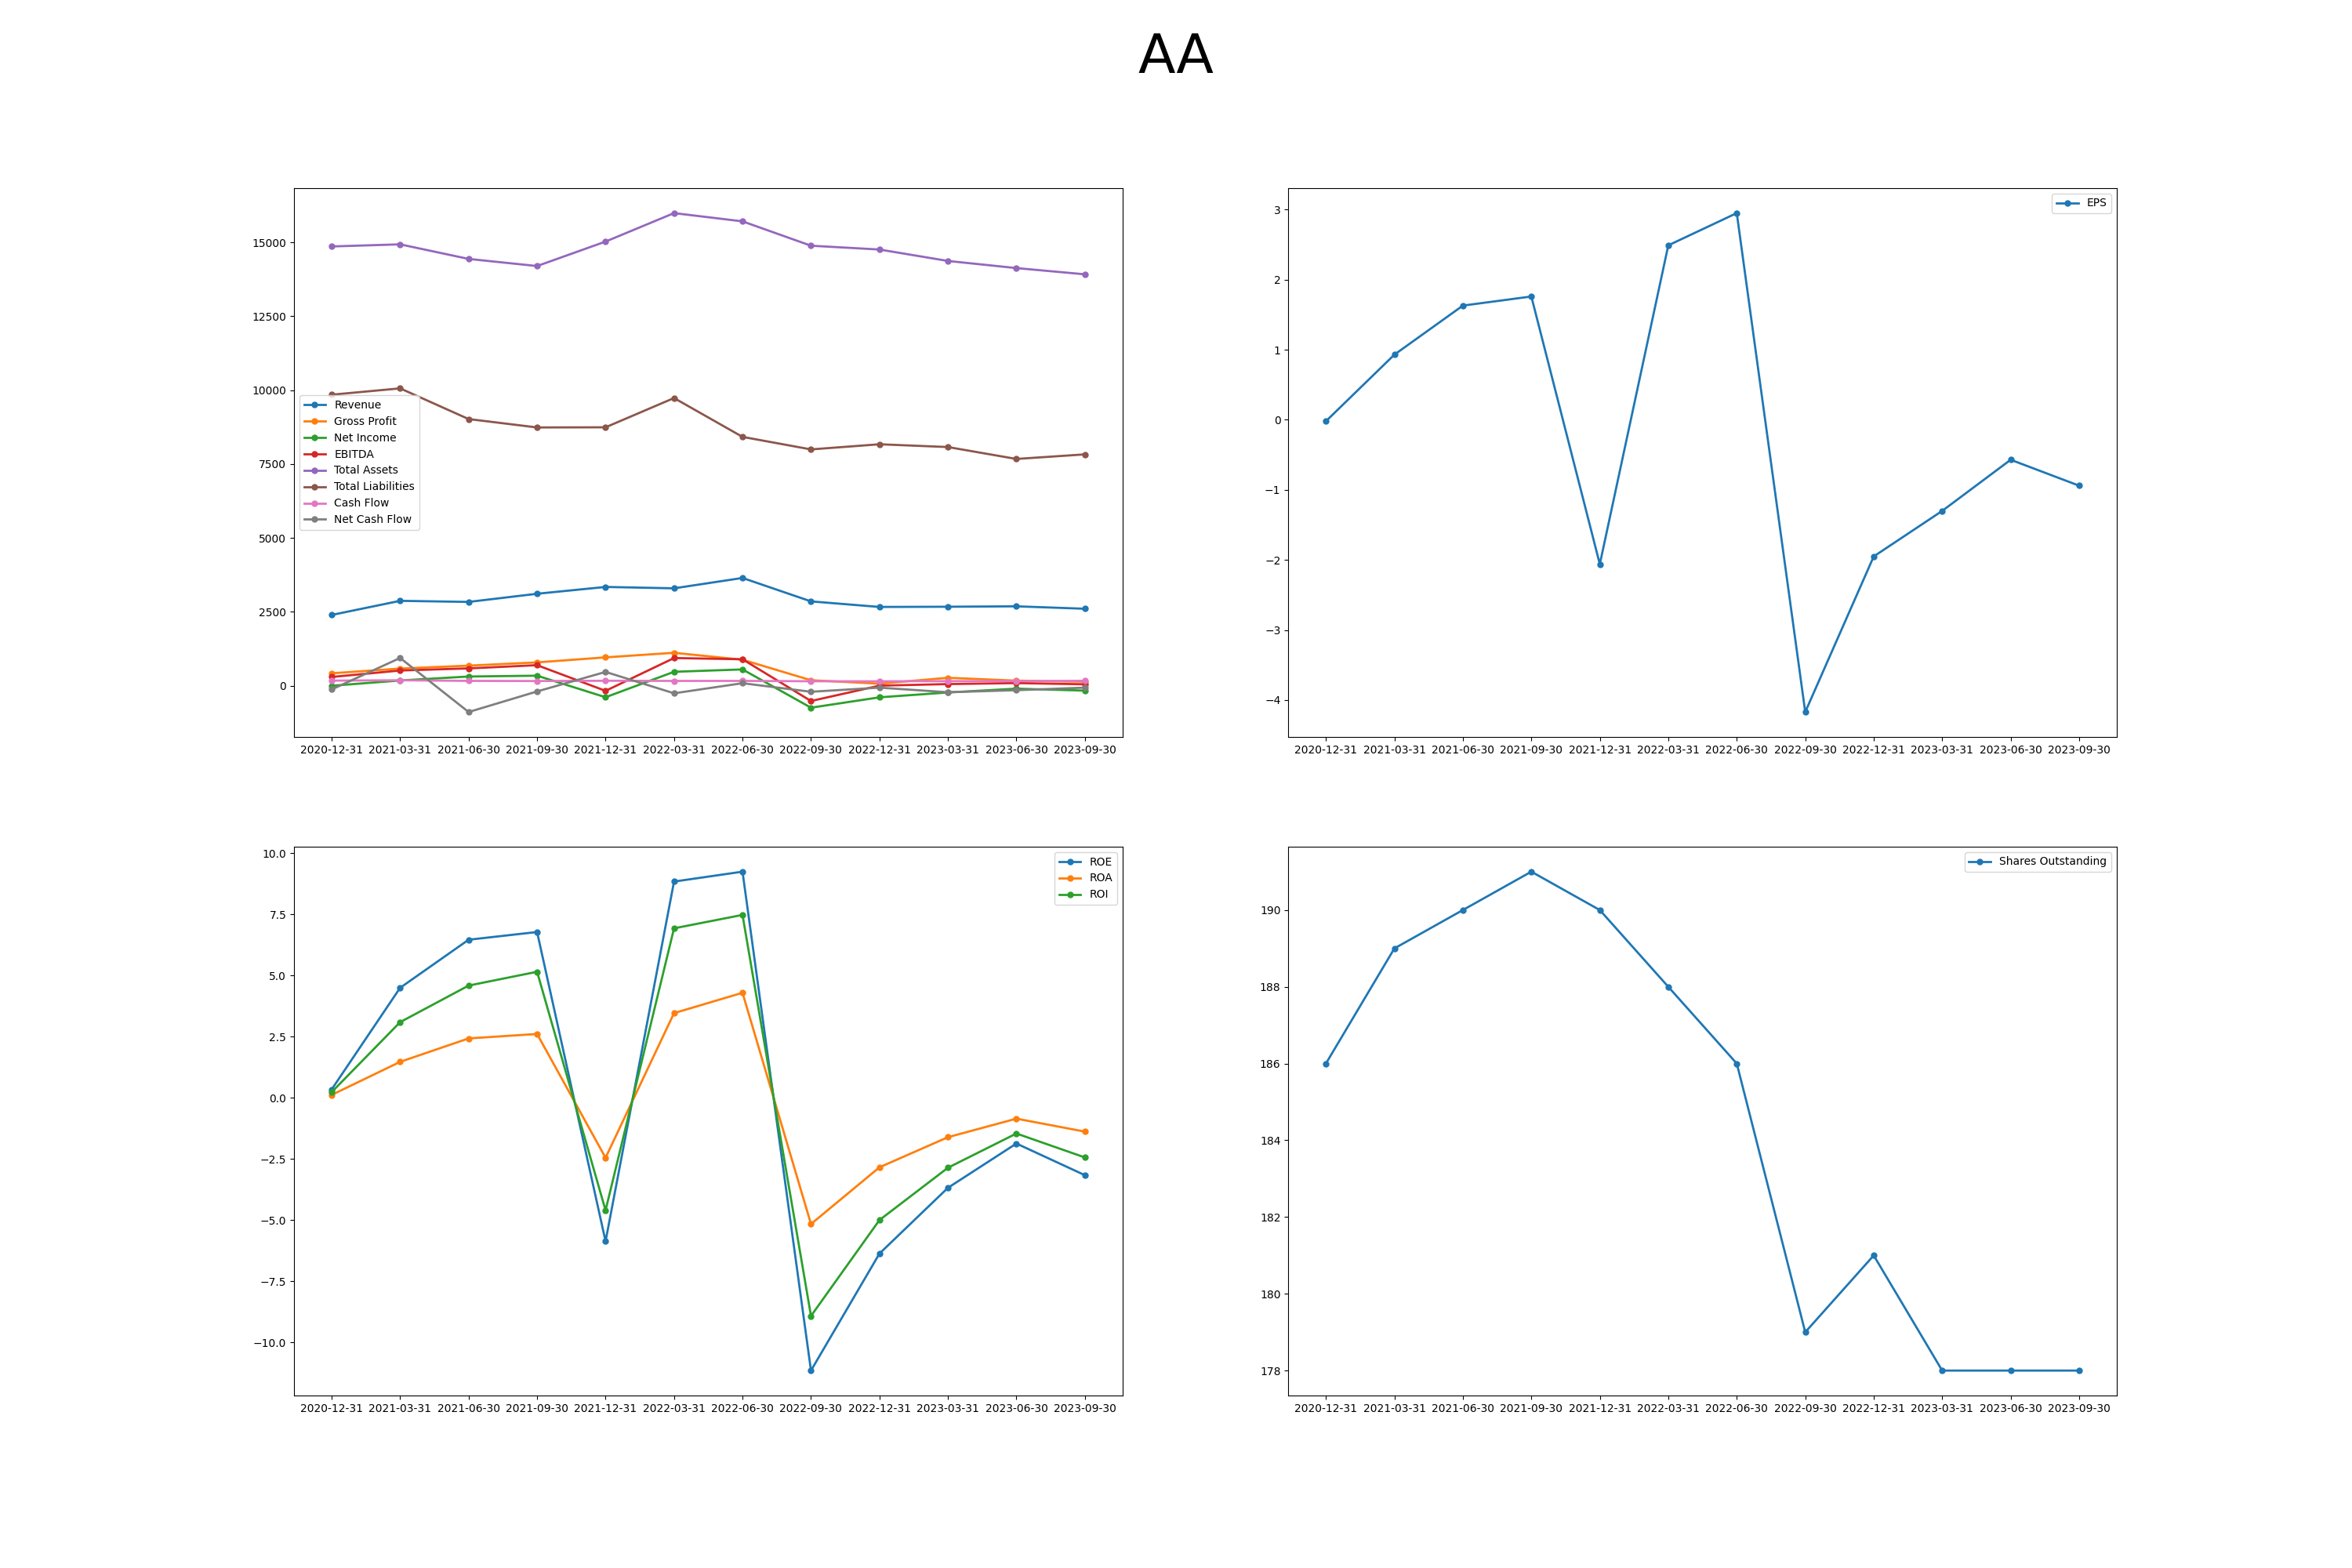 AA
15000
12500
10000
7500
5000
2500
0
Revenue
Gross Profit
Net Income
EBITDA
Total Assets
Total Liabilities
Cash Flow
Net Cash Flow
2020-12-31 2021-03-31 2021-06-30 2021-09-30 2021-12-31 2022-03-31 2022-06-30 2022-09-30 2022-12-31 2023-03-31 2023-06-30 2023-09-30
3
2
1
0
−1
−2
−3
−4
EPS
2020-12-31 2021-03-31 2021-06-30 2021-09-30 2021-12-31 2022-03-31 2022-06-30 2022-09-30 2022-12-31 2023-03-31 2023-06-30 2023-09-30
10.0
7.5
5.0
2.5
0.0
−2.5
−5.0
−7.5
−10.0
ROE
ROA
ROI
2020-12-31 2021-03-31 2021-06-30 2021-09-30 2021-12-31 2022-03-31 2022-06-30 2022-09-30 2022-12-31 2023-03-31 2023-06-30 2023-09-30
190
188
186
184
182
180
178
Shares Outstanding
2020-12-31 2021-03-31 2021-06-30 2021-09-30 2021-12-31 2022-03-31 2022-06-30 2022-09-30 2022-12-31 2023-03-31 2023-06-30 2023-09-30